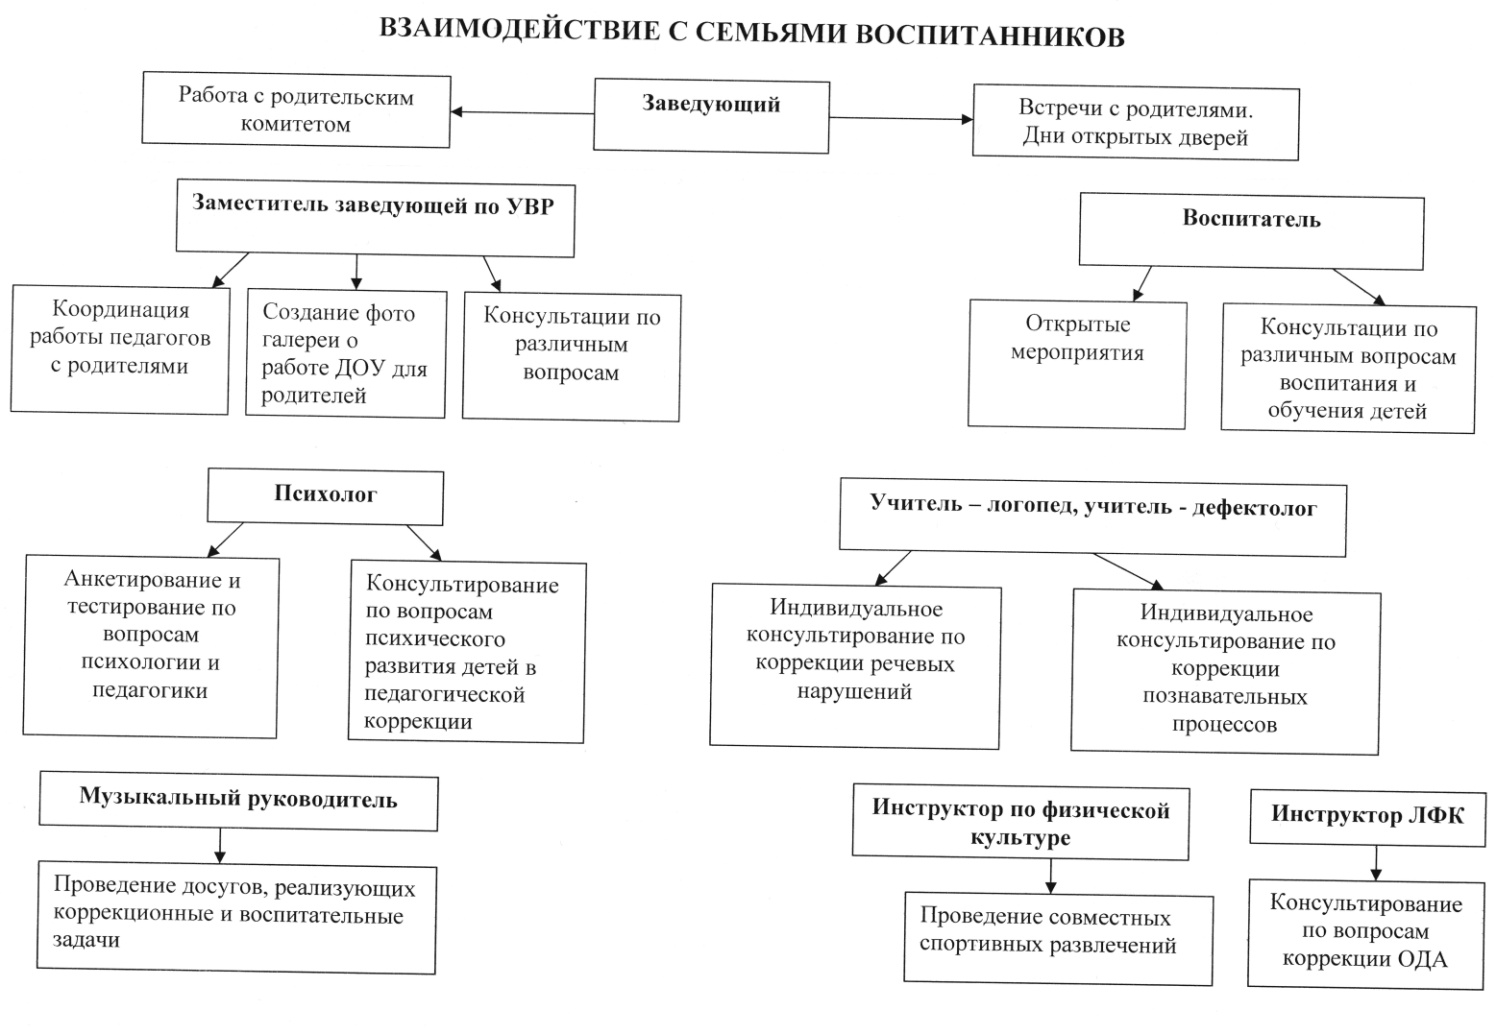 ВЗАИМОДЕЙСТВИЕ С СЕМЬЯМИ ВОСПИТАННИКОВ
Работа с родительским
комитетом
Заведующий
Встречи с родителями.
Дни открытых дверей
Заместитель заведующей по УВР
Воспитатель
Координация
работы педагогов
с родителями
Создание фото
галереи о
работе ДОУ для
родителей
Консультации по
различным
вопросам
Открытые
мероприятия
Консультации по
различным вопросам
воспитания и
обучения детей
Психолог
Учитель – логопед, учитель - дефектолог
Анкетирование и
тестирование по
вопросам
психологии и
педагогики
Консультирование
по вопросам
психического
развития детей в
педагогической
коррекции
Индивидуальное
консультирование по
коррекции речевых
нарушений
Индивидуальное
консультирование по
коррекции
познавательных
процессов
Музыкальный руководитель
Инструктор по физической
культуре
Инструктор ЛФК
Проведение досугов, реализующих
коррекционные и воспитательные
задачи
Проведение совместных
спортивных развлечений
Консультирование
по вопросам
коррекции ОДА